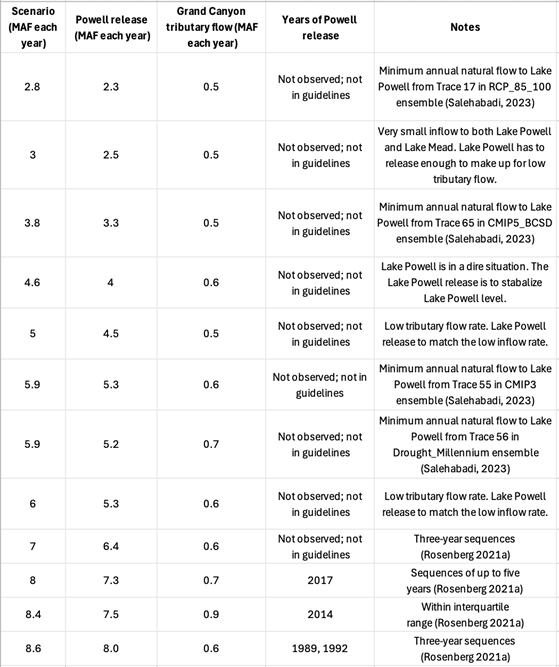 Scenario (MAF each year) Powell release (MAF each year) Grand Canyon tributary flow (MAF each year) Years of Powell release Notes
2.8 2.3 0.5 Not observed; not in guidelines Minimum annual natural flow to Lake Powell from Trace 17 in RCP_85_100 ensemble (Salehabadi, 2023)
3 2.5 0.5 Not observed; not in guidelines Very small inflow to both Lake Powell and Lake Mead. Lake Powell has to release enough to make up for low tributary flow.
3.8 3.3 0.5 Not observed; not in guidelines Minimum annual natural flow to Lake Powell from Trace 65 in CMIP5_BCSD ensemble (Salehabadi, 2023)
4.6 4 0.6 Not observed; not in guidelines Lake Powell is in a dire situation. The Lake Powell release is to stabalize Lake Powell level.
5 4.5 0.5 Not observed; not in guidelines Low tributary flow rate. Lake Powell release to match the low inflow rate.
5.9 5.3 0.6 Not observed; not in guidelines Minimum annual natural flow to Lake Powell from Trace 55 in CMIP3 ensemble (Salehabadi, 2023)
5.9 5.2 0.7 Not observed; not in guidelines Minimum annual natural flow to Lake Powell from Trace 56 in Drought_Millennium ensemble (Salehabadi, 2023)
6 5.3 0.6 Not observed; not in guidelines Low tributary flow rate. Lake Powell release to match the low inflow rate.
7 6.4 0.6 Not observed; not in guidelines Three-year sequences (Rosenberg 2021a)
8 7.3 0.7 2017 Sequences of up to five years (Rosenberg 2021a)
8.4 7.5 0.9 2014 Within interquartile range (Rosenberg 2021a)
8.6 8.0 0.6 1989, 1992 Three-year sequences (Rosenberg 2021a)